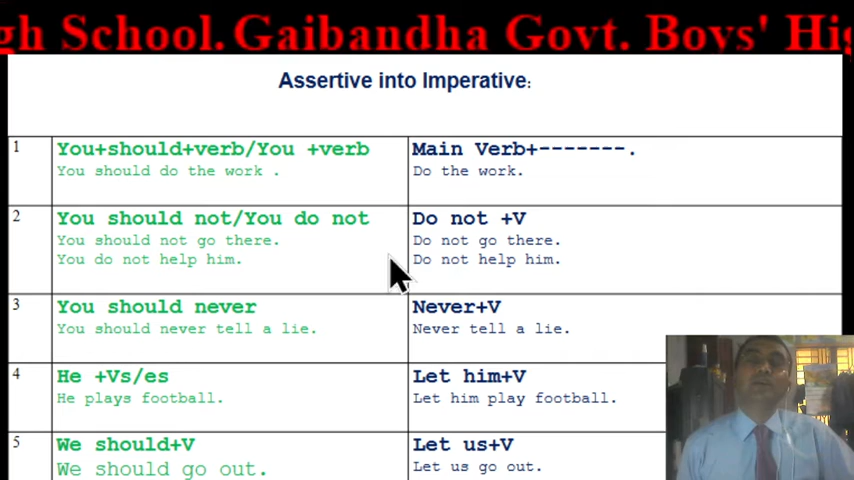 gh School. Gaibandha Govt. Boys' Hig
Assertive into Imperative:
1
You+should+verb/You +verb
You should do the work .
Main Verb+-------.
Do the work.
2
You should not/You do not
You should not go there.
You do not help him.
Do not +V
Do not go there.
Do not help him.
3
You should never
You should never tell a lie.
Never+V
Never tell a lie.
4
He +Vs/es
He plays football.
Let him+V
Let him play football.
5
We should+V
We should go out.
Let us+V
Let us go out.